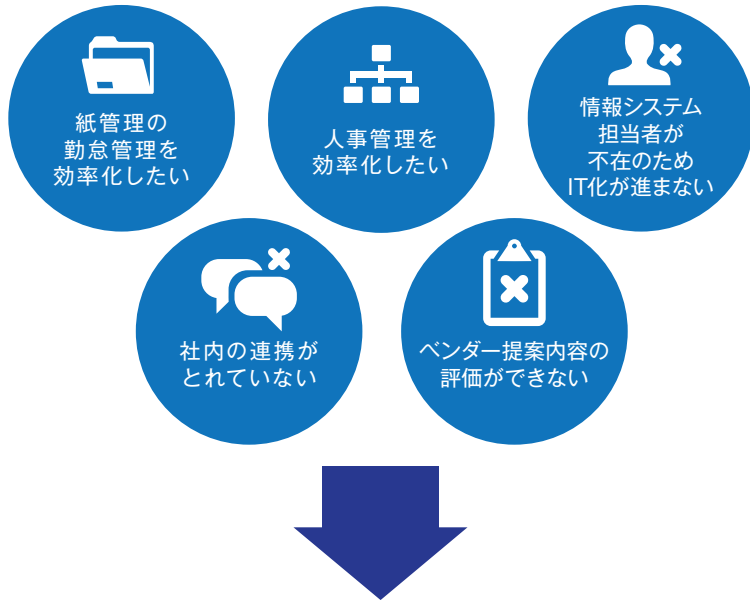 紙管理の
勤怠管理を
効率化したい
人事管理を
効率化したい
情報システム
担当者が
不在のため
IT化が進まない
社内の連携が
とれていない
ベンダー提案内容の
評価ができない